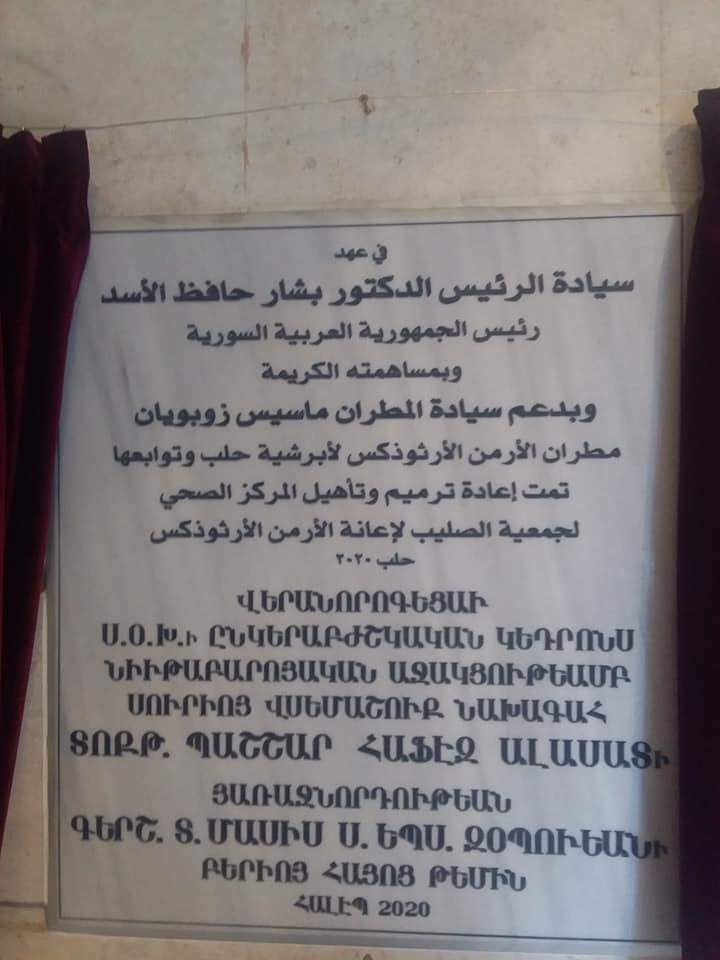 في عهد
سيادة الرئيس الدكتور بشار حافظ الأسد
رئيس الجمهورية العربية السورية
وبمساهمته الكريمة
وبدعم سيادة المطران ماسيس زوبويان
مطران الأرمن الأرثوذكس لأبرشية حلب وتوابعها
تمت إعادة ترميم وتأهيل المركز الصحي
لجمعية الصليب لإعانة الأرمن الأرثوذكس
حلب ٢٠٢٠
ՎԵՐԱՆՈՐՈԳԵՑԱՒ
Ս.Օ.Խ.ի ԸՆԿԵՐԱԲԺՇԿԱԿԱՆ ԿԵԴՐՈՆՍ
ՆԻՒԹԱԲԱՐՈՅԱԿԱՆ ԱԶԱԿՑՈՒԹԵԱՄԲ
ՍՈՒՐԻՈՅ ՎՍԵՄԱՇՈՒՔ ՆԱԽԱԳԱՀ
ՏՈՔԹ. ՊԱՇՇԱՐ ՀԱՖԷԶ ԱԼԱՍԱՏի
ՅԱՌԱՋՆՈՐԴՈՒԹԵԱՆ
ԳԵՐՇ. Տ. ՄԱՍԻՍ Ս. ԵՊՍ. ԶՕՊՈՒԵԱՆի
ԲԵՐԻՈՅ ՀԱՅՈՑ ԹԵՄԻՆ
ՀԱԼԷՊ 2020